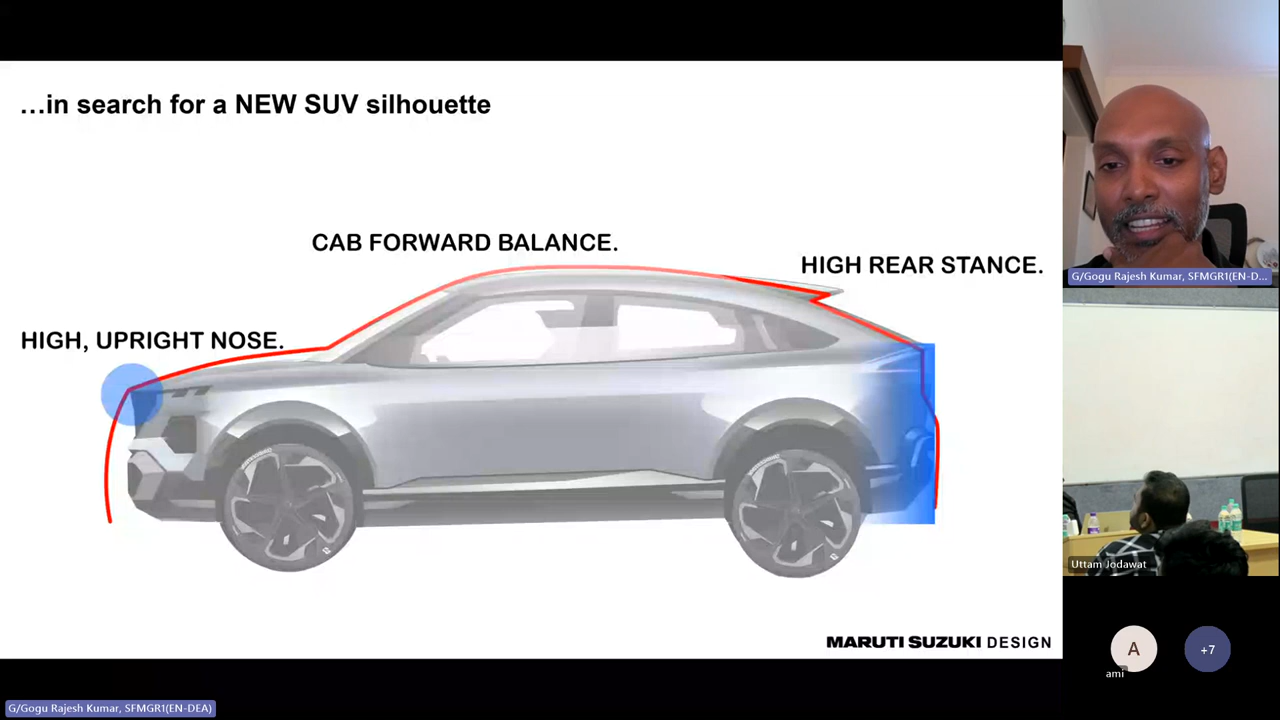 …in search for a NEW SUV silhouette
CAB FORWARD BALANCE.
HIGH REAR STANCE.
HIGH, UPRIGHT NOSE.
MARUTI SUZUKI DESIGN
G/Gogu Rajesh Kumar, SFMGR1(EN-DEA)
G/Gogu Rajesh Kumar, SFMGR1(EN-D...
Uttam Jodawat
A
ami
+7